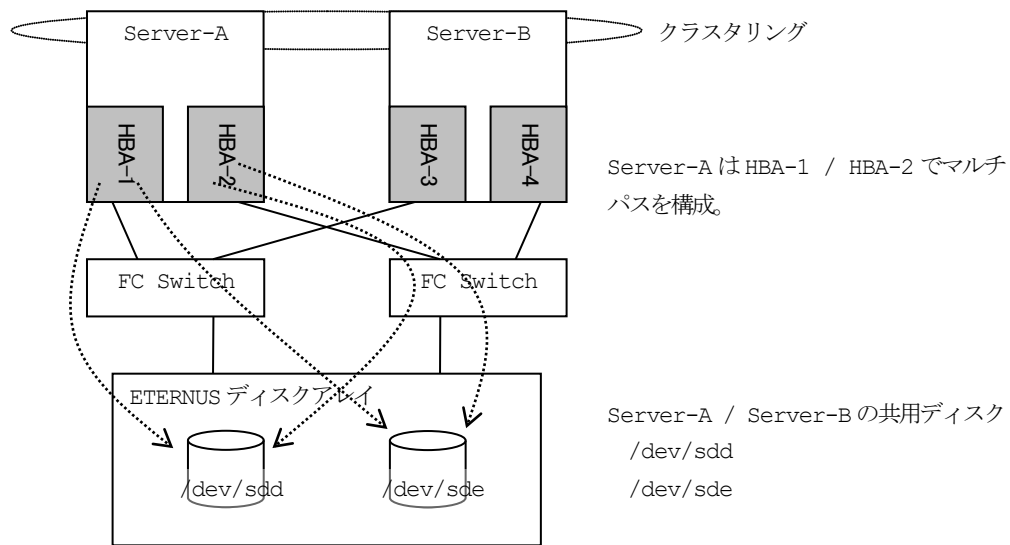 Server-A
Server-B
クラスタリング
HBA-1
HBA-2
HBA-3
HBA-4
Server-A は HBA-1 / HBA-2 でマルチ
パスを構成。
FC Switch
FC Switch
ETERNUS ディスクアレイ
Server-A / Server-B の共用ディスク
/dev/sdd
/dev/sde
/dev/sdd
/dev/sde